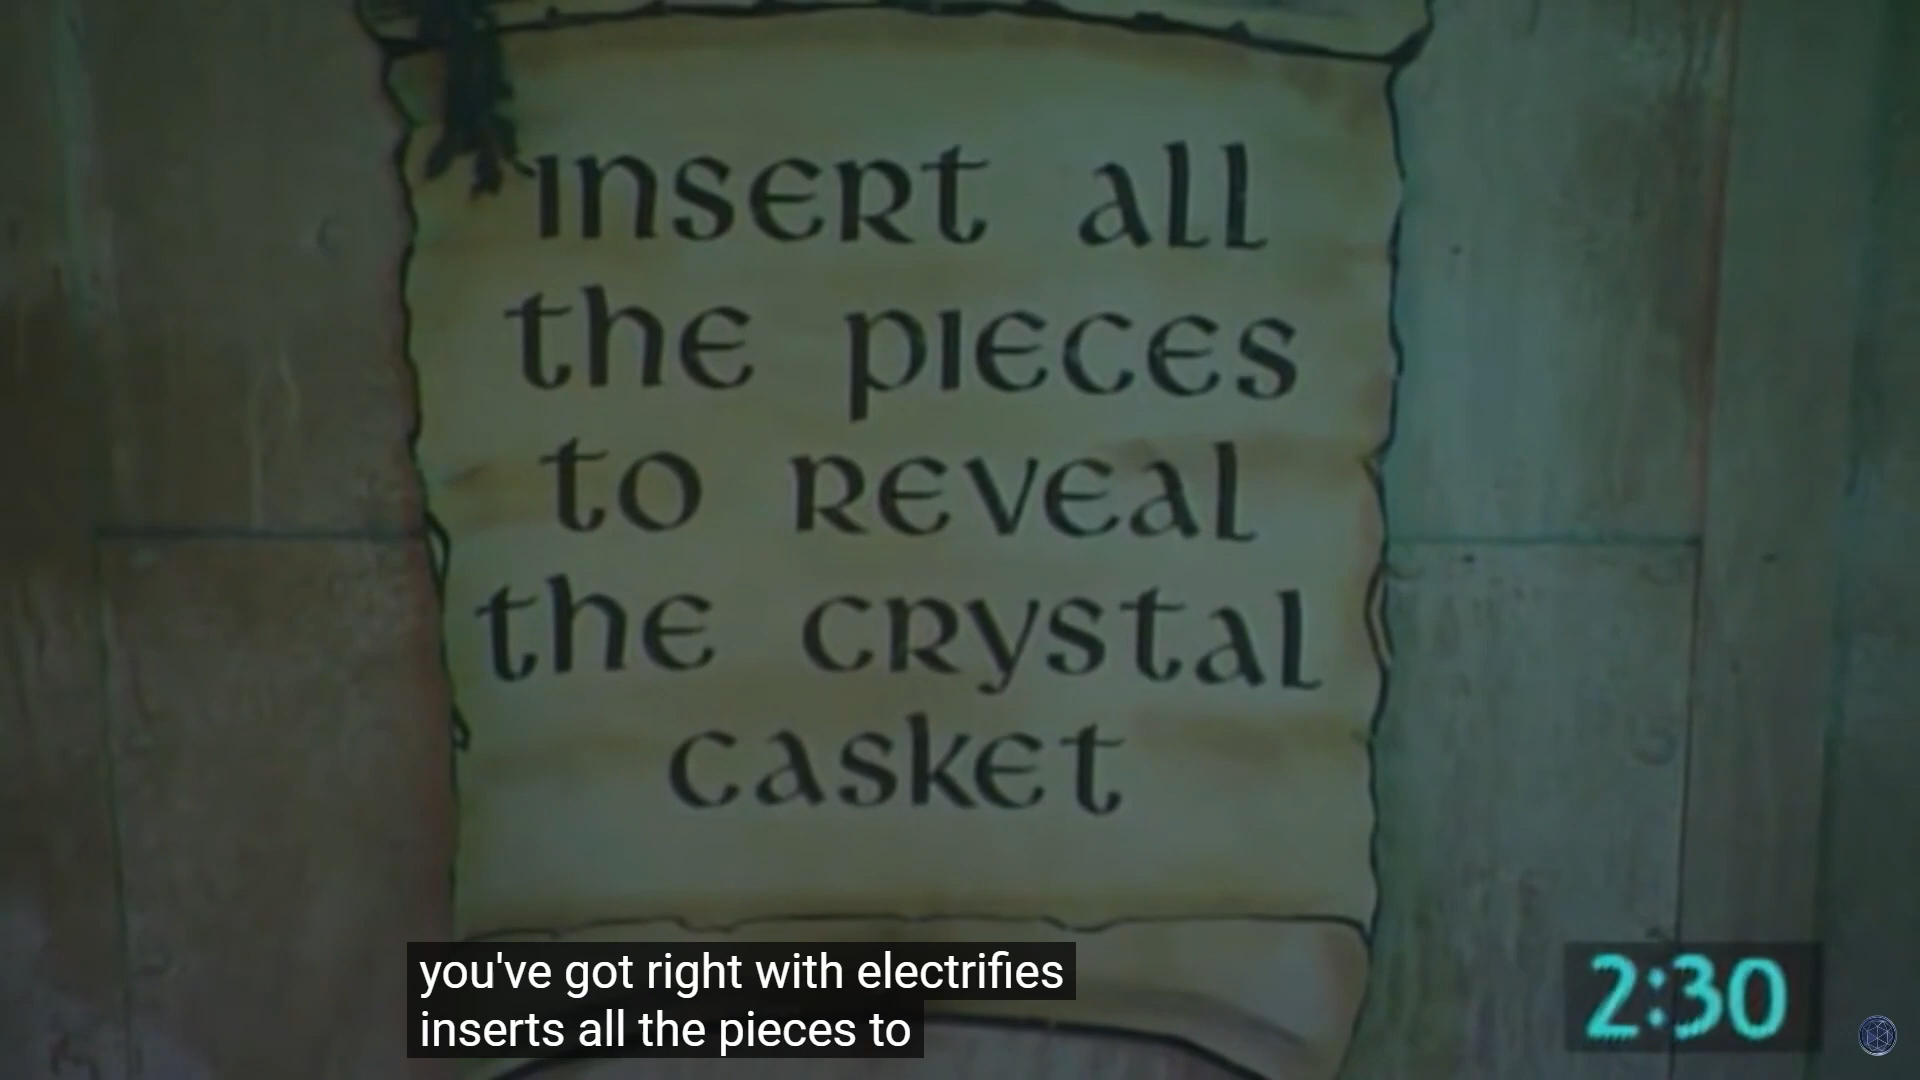 Insert all
the pieces
to reveal
the crystal
casket
you've got right with electrifies
inserts all the pieces to
2:30